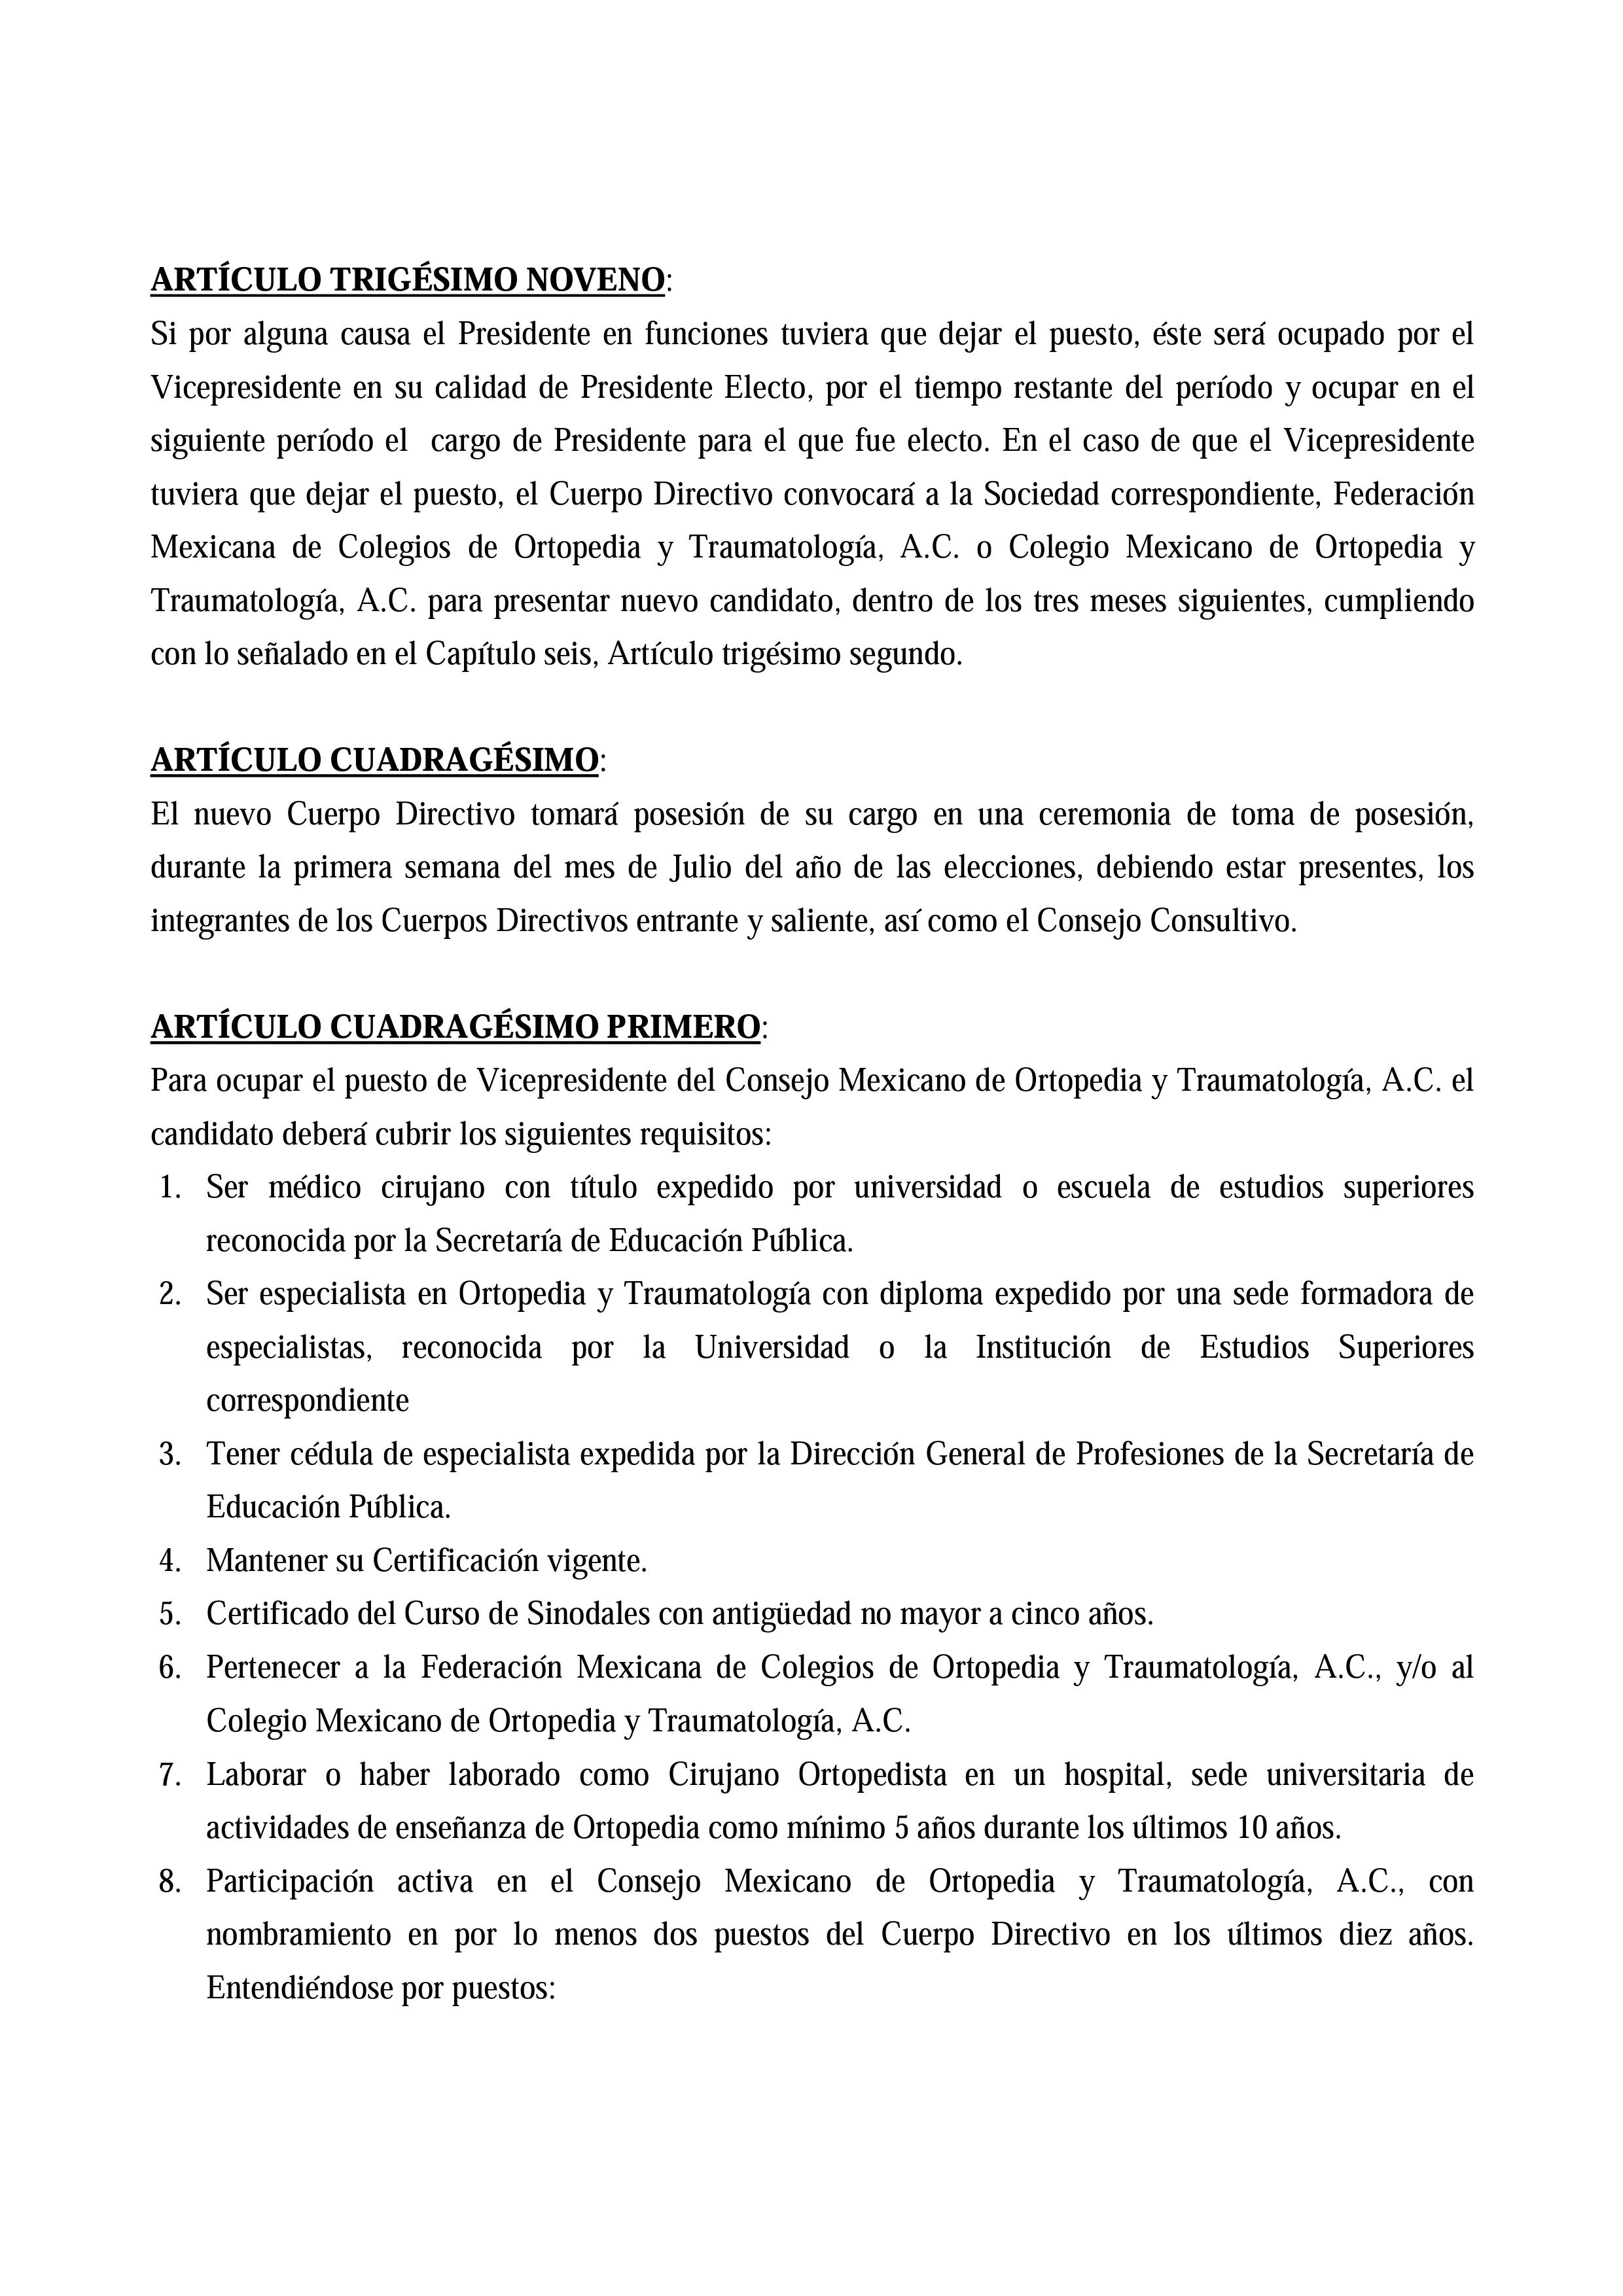 ARTÍCULO TRIGÉSIMO NOVENO:
Si por alguna causa el Presidente en funciones tuviera que dejar el puesto, éste será ocupado por el
Vicepresidente en su calidad de Presidente Electo, por el tiempo restante del período y ocupar en el
siguiente período el cargo de Presidente para el que fue electo. En el caso de que el Vicepresidente
tuviera que dejar el puesto, el Cuerpo Directivo convocará a la Sociedad correspondiente, Federación
Mexicana de Colegios de Ortopedia y Traumatología, A.C. o Colegio Mexicano de Ortopedia y
Traumatología, A.C. para presentar nuevo candidato, dentro de los tres meses siguientes, cumpliendo
con lo señalado en el Capítulo seis, Artículo trigésimo segundo.
ARTÍCULO CUADRAGÉSIMO:
El nuevo Cuerpo Directivo tomará posesión de su cargo en una ceremonia de toma de posesión,
durante la primera semana del mes de Julio del año de las elecciones, debiendo estar presentes, los
integrantes de los Cuerpos Directivos entrante y saliente, así como el Consejo Consultivo.
ARTÍCULO CUADRAGÉSIMO PRIMERO:
Para ocupar el puesto de Vicepresidente del Consejo Mexicano de Ortopedia y Traumatología, A.C. el
candidato deberá cubrir los siguientes requisitos:
1. Ser médico cirujano con título expedido por universidad o escuela de estudios superiores
reconocida por la Secretaría de Educación Pública.
2. Ser especialista en Ortopedia y Traumatología con diploma expedido por una sede formadora de
especialistas, reconocida por la Universidad o la Institución de Estudios Superiores
correspondiente
3. Tener cédula de especialista expedida por la Dirección General de Profesiones de la Secretaría de
Educación Pública.
4. Mantener su Certificación vigente.
5. Certificado del Curso de Sinodales con antigüedad no mayor a cinco años.
6. Pertenecer a la Federación Mexicana de Colegios de Ortopedia y Traumatología, A.C., y/o al
Colegio Mexicano de Ortopedia y Traumatología, A.C.
7. Laborar o haber laborado como Cirujano Ortopedista en un hospital, sede universitaria de
actividades de enseñanza de Ortopedia como mínimo 5 años durante los últimos 10 años.
8. Participación activa en el Consejo Mexicano de Ortopedia y Traumatología, A.C., con
nombramiento en por lo menos dos puestos del Cuerpo Directivo en los últimos diez años.
Entendiéndose por puestos: